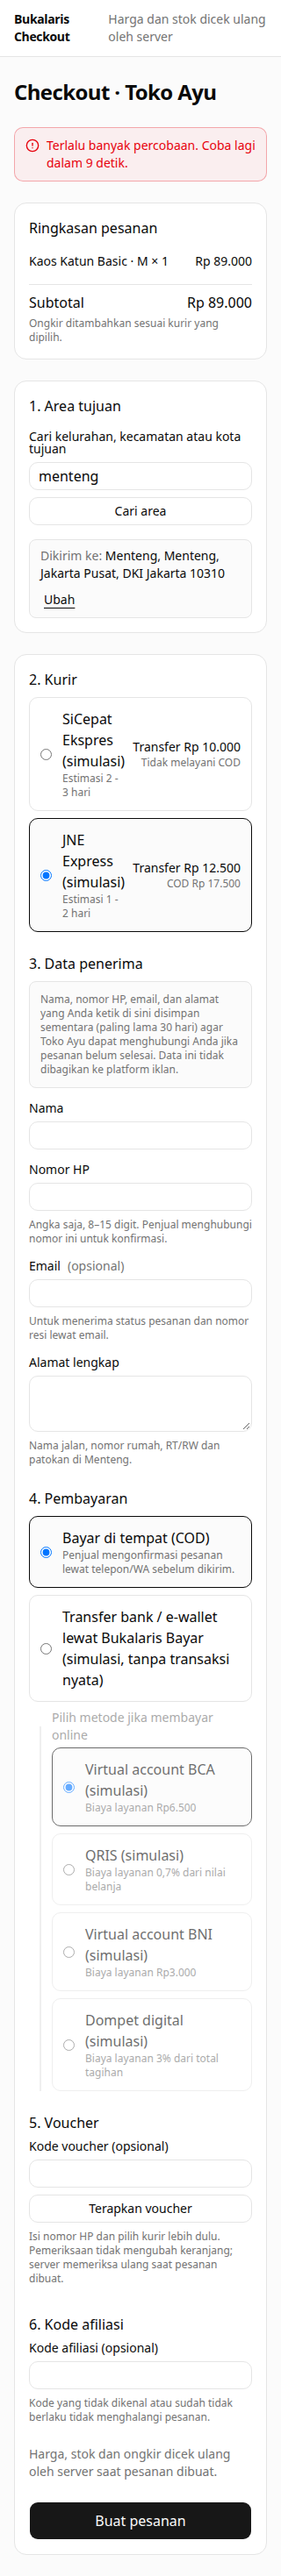 Bukalaris
Checkout
Harga dan stok dicek ulang
oleh server
Checkout · Toko Ayu
Terlalu banyak percobaan. Coba lagi
dalam 9 detik.
Ringkasan pesanan
Kaos Katun Basic · M × 1 Rp 89.000
Subtotal Rp 89.000
Ongkir ditambahkan sesuai kurir yang
dipilih.
1. Area tujuan
Cari kelurahan, kecamatan atau kota
tujuan
menteng
Cari area
Dikirim ke: Menteng, Menteng,
Jakarta Pusat, DKI Jakarta 10310
Ubah
2. Kurir
SiCepat
Ekspres
(simulasi)
Estimasi 2 -
3 hari
Transfer Rp 10.000
Tidak melayani COD
JNE
Express
(simulasi)
Estimasi 1 -
2 hari
Transfer Rp 12.500
COD Rp 17.500
3. Data penerima
Nama, nomor HP, email, dan alamat
yang Anda ketik di sini disimpan
sementara (paling lama 30 hari) agar
Toko Ayu dapat menghubungi Anda jika
pesanan belum selesai. Data ini tidak
dibagikan ke platform iklan.
Nama
Nomor HP
Angka saja, 8–15 digit. Penjual menghubungi
nomor ini untuk konfirmasi.
Email (opsional)
Untuk menerima status pesanan dan nomor
resi lewat email.
Alamat lengkap
Nama jalan, nomor rumah, RT/RW dan
patokan di Menteng.
4. Pembayaran
Bayar di tempat (COD)
Penjual mengonfirmasi pesanan
lewat telepon/WA sebelum dikirim.
Transfer bank / e-wallet
lewat Bukalaris Bayar
(simulasi, tanpa transaksi
nyata)
Pilih metode jika membayar
online
Virtual account BCA
(simulasi)
Biaya layanan Rp6.500
QRIS (simulasi)
Biaya layanan 0,7% dari nilai
belanja
Virtual account BNI
(simulasi)
Biaya layanan Rp3.000
Dompet digital
(simulasi)
Biaya layanan 3% dari total
tagihan
5. Voucher
Kode voucher (opsional)
Terapkan voucher
Isi nomor HP dan pilih kurir lebih dulu.
Pemeriksaan tidak mengubah keranjang;
server memeriksa ulang saat pesanan
dibuat.
6. Kode afiliasi
Kode afiliasi (opsional)
Kode yang tidak dikenal atau sudah tidak
berlaku tidak menghalangi pesanan.
Harga, stok dan ongkir dicek ulang
oleh server saat pesanan dibuat.
Buat pesanan